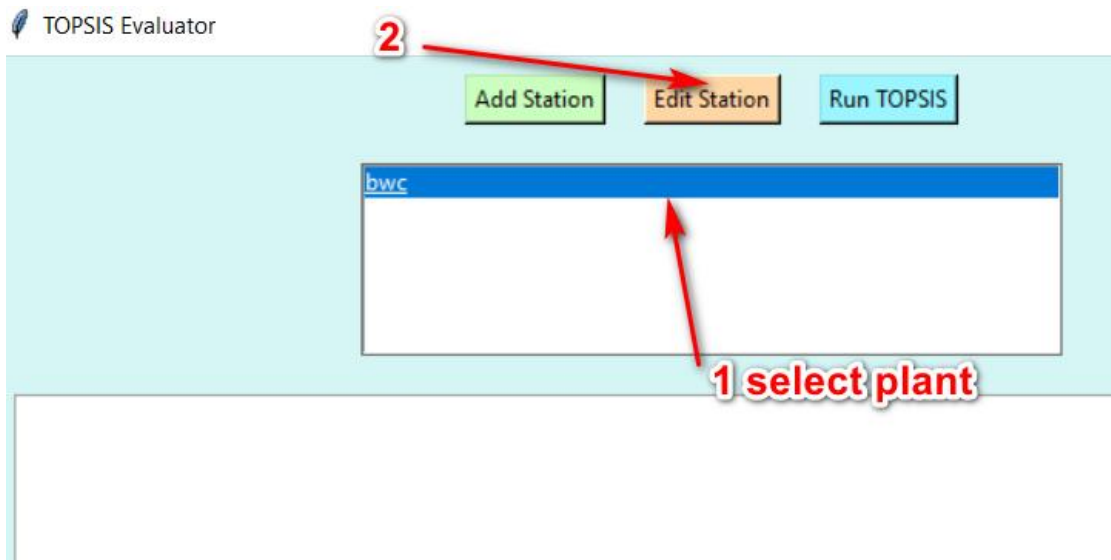 TOPSIS Evaluator
2
Add Station Edit Station Run TOPSIS
bwc
1 select plant